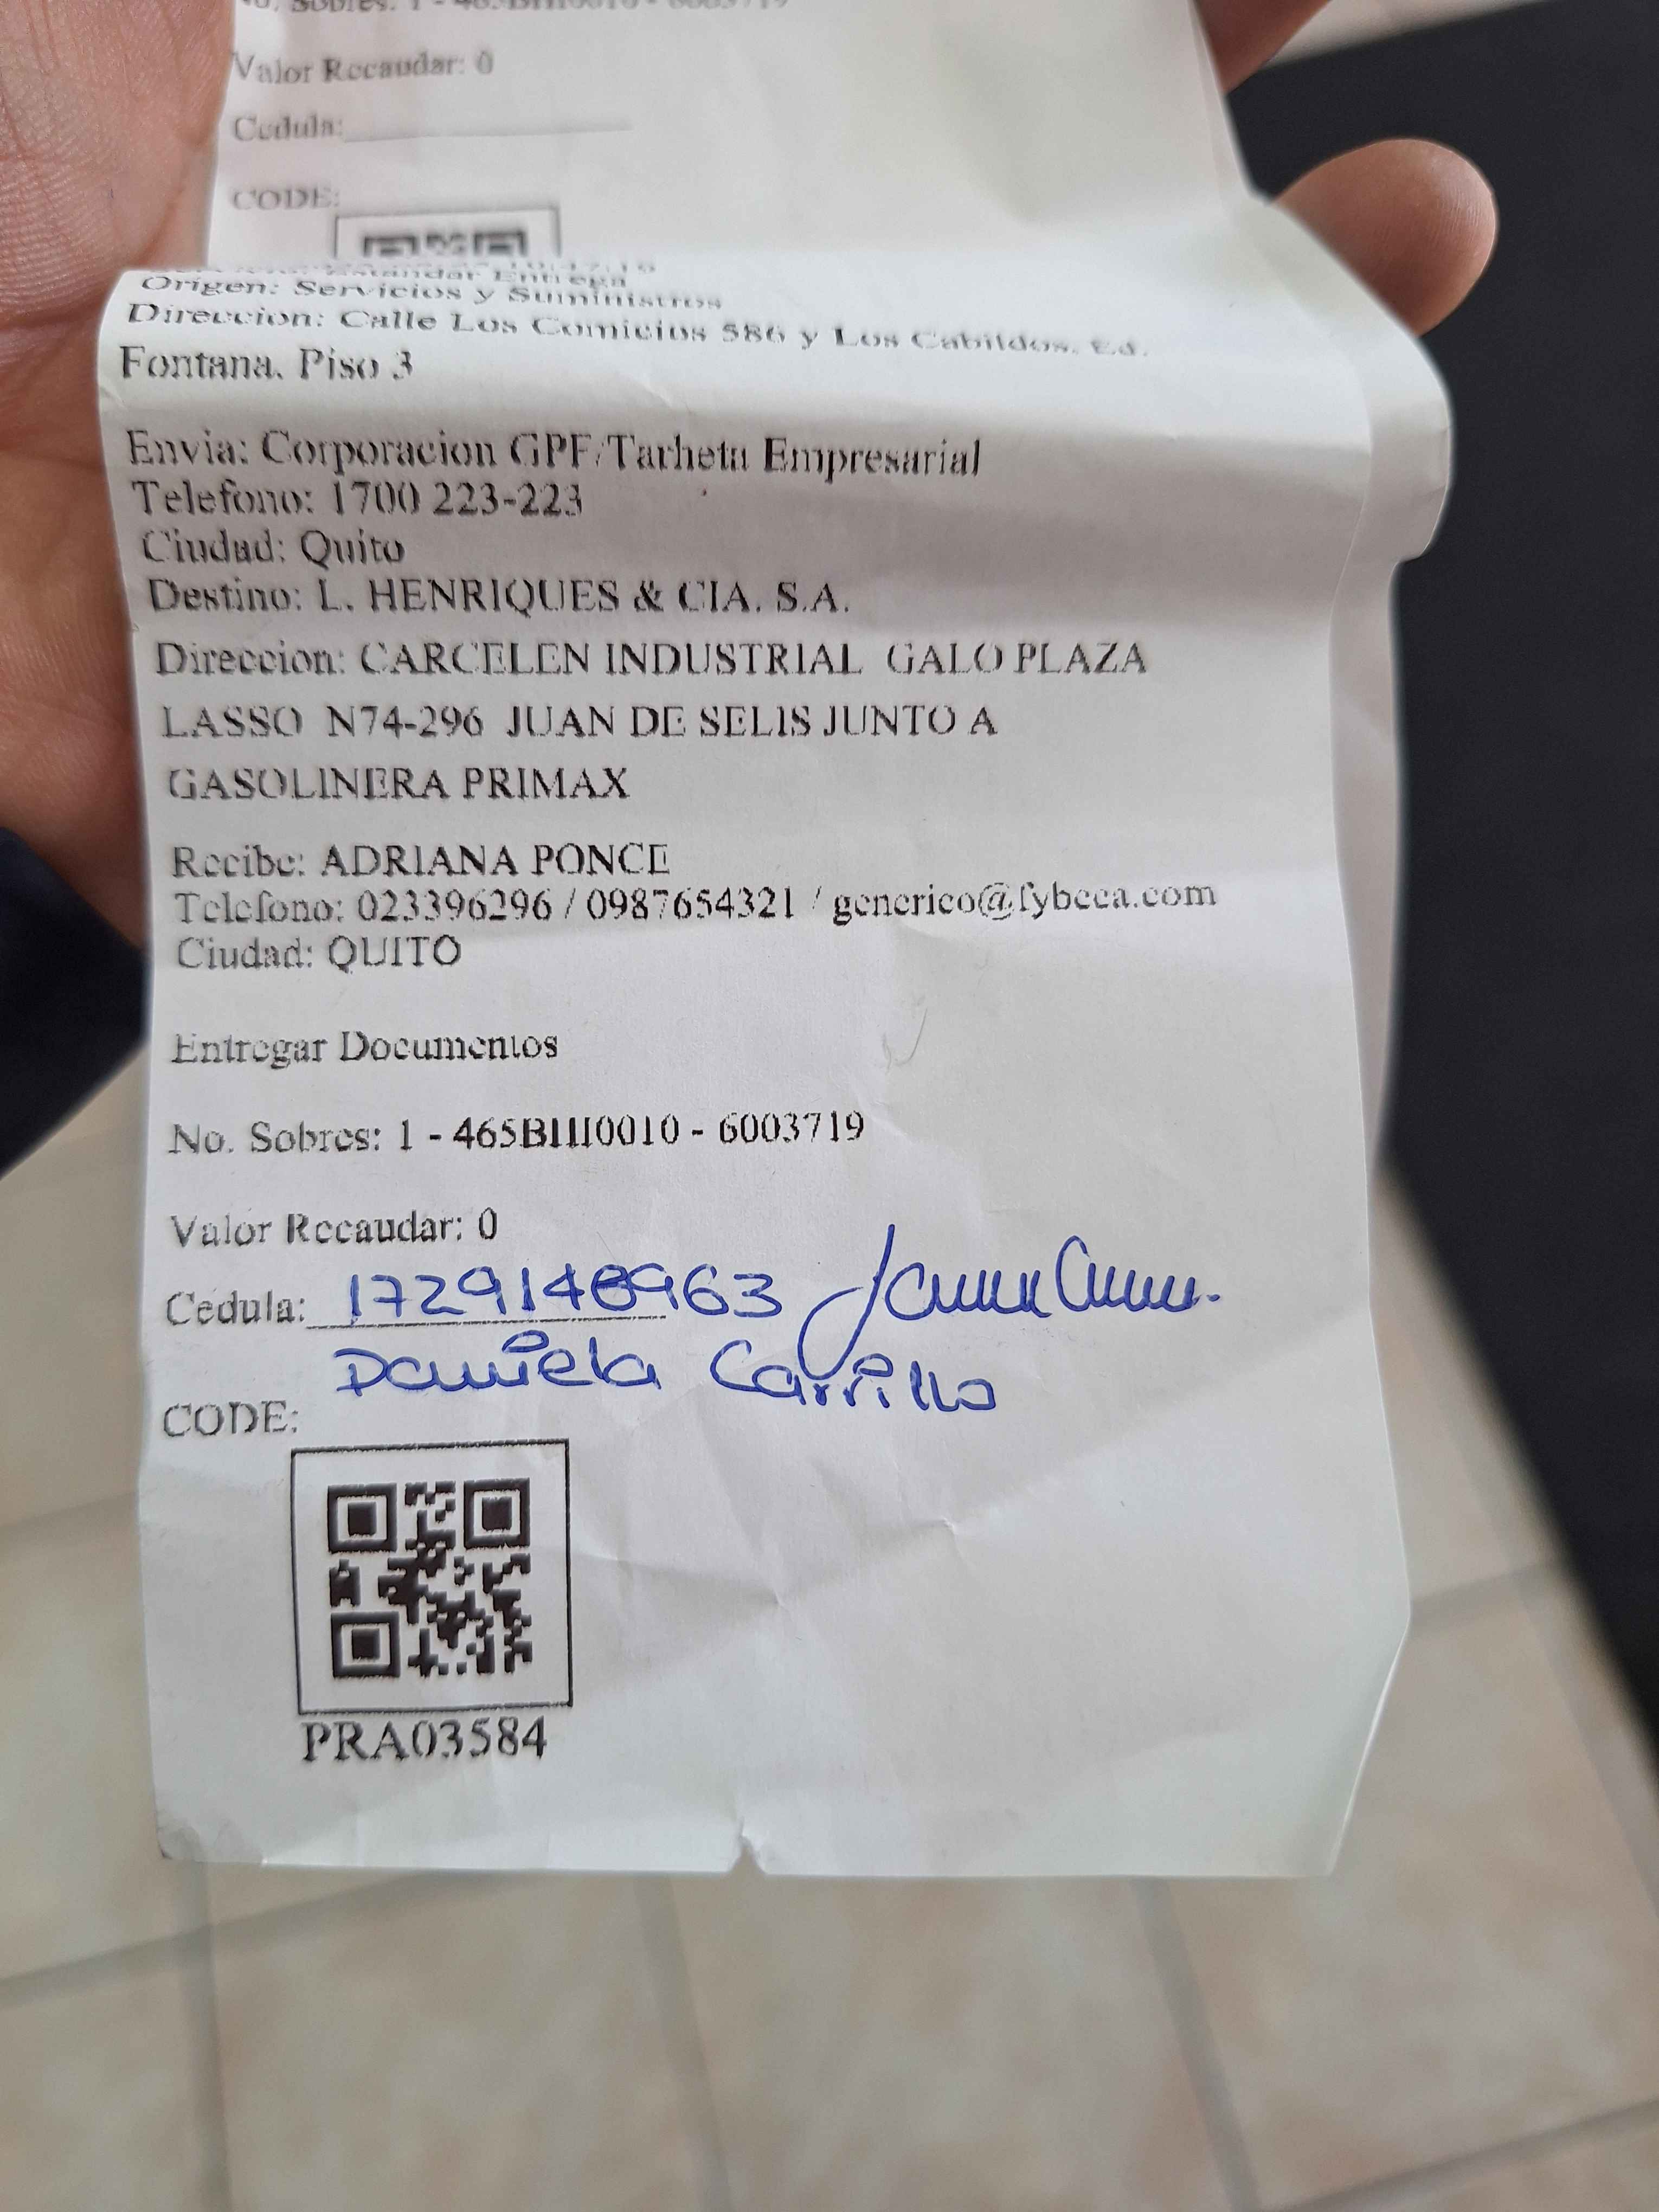 Valor Recaudar: 0
Cedula:
CODE:
Estandar Entrega
Origen: Servicios y Suministros
Direccion: Calle Los Comicios 586 y Los Cabildos. Ed.
Fontana. Piso 3
Envia: Corporacion GPF/Tarheta Empresarial
Telefono: 1700 223-223
Ciudad: Quito
Destino: L. HENRIQUES & CIA. S.A.
Direccion: CARCELEN INDUSTRIAL GALO PLAZA
LASSO N74-296 JUAN DE SELIS JUNTO A
GASOLINERA PRIMAX
Recibe: ADRIANA PONCE
Telefono: 023396296 / 0987654321 / generico@fybeca.com
Ciudad: QUITO
Entregar Documentos
No. Sobres: 1 - 465BIII0010 - 6003719
Valor Recaudar: 0
Cedula: 1729148963
Daniela Carrillo
CODE:
PRA03584